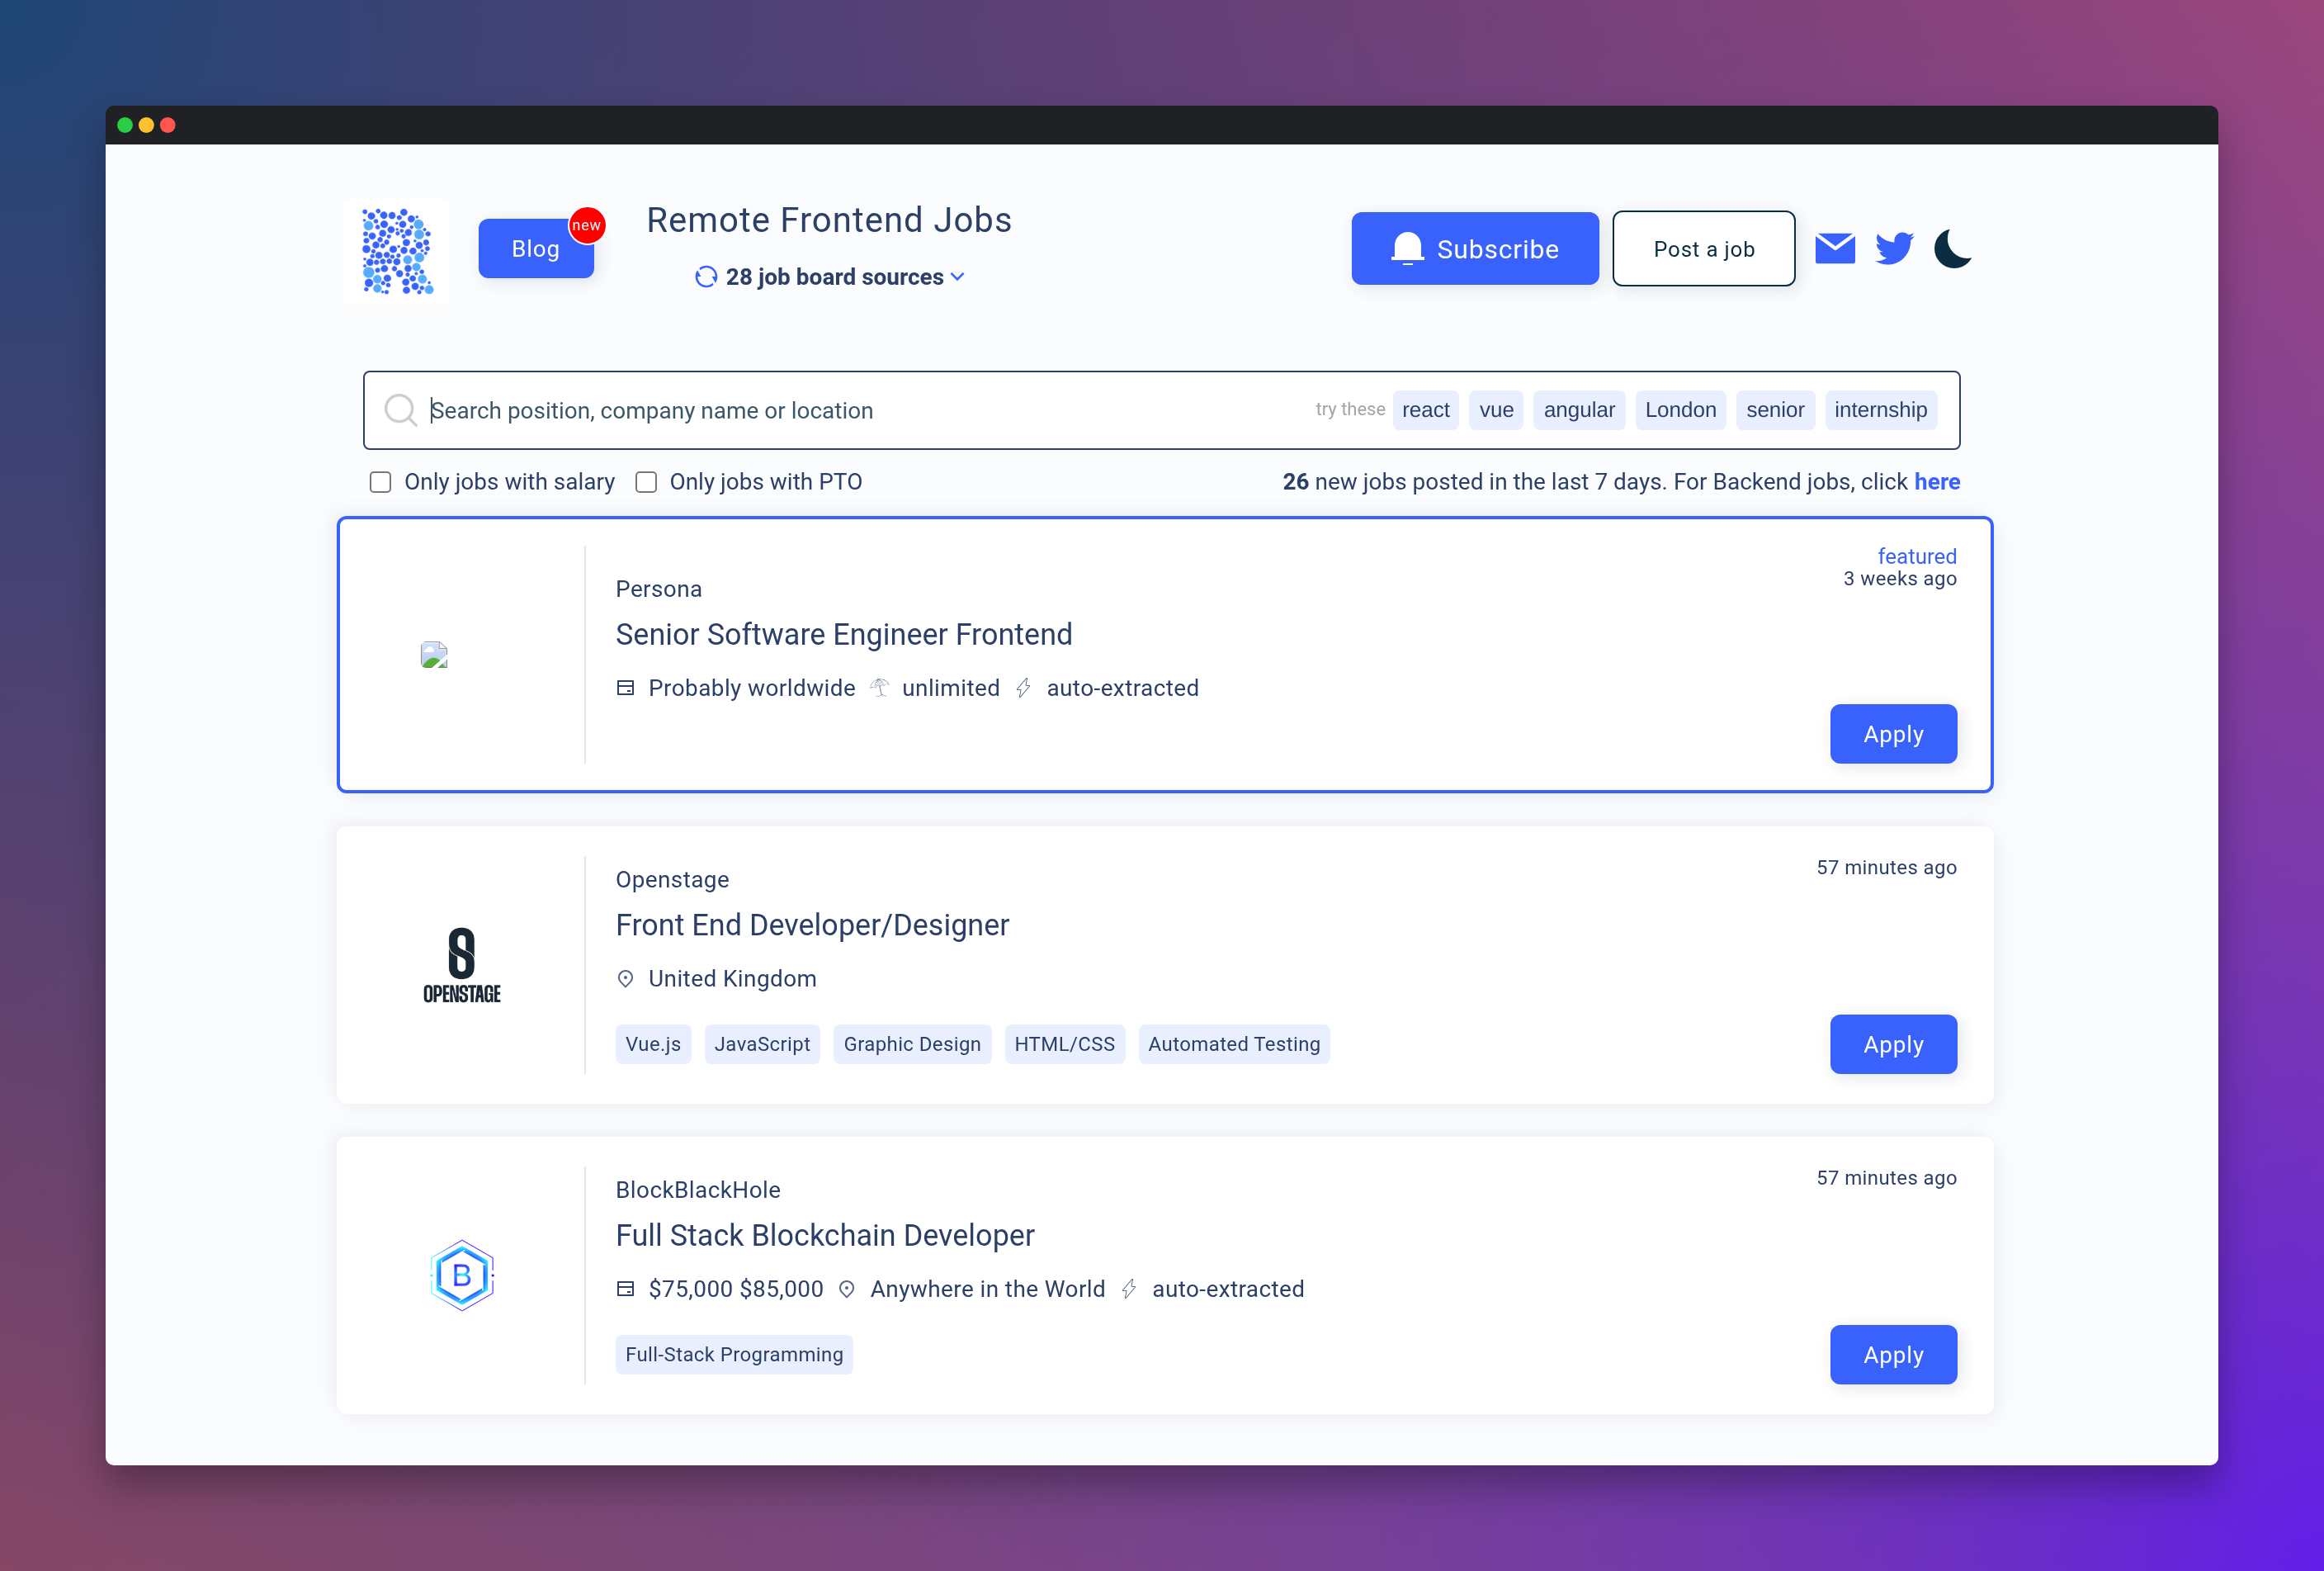 Blog
new
Remote Frontend Jobs
28 job board sources
Subscribe
Post a job
Search position, company name or location
try these react vue angular London senior internship
Only jobs with salary Only jobs with PTO
26 new jobs posted in the last 7 days. For Backend jobs, click here
featured
3 weeks ago
Persona
Senior Software Engineer Frontend
Probably worldwide unlimited auto-extracted
Apply
OPENSTAGE
57 minutes ago
Openstage
Front End Developer/Designer
United Kingdom
Vue.js JavaScript Graphic Design HTML/CSS Automated Testing
Apply
B
57 minutes ago
BlockBlackHole
Full Stack Blockchain Developer
$75,000 $85,000 Anywhere in the World auto-extracted
Full-Stack Programming
Apply